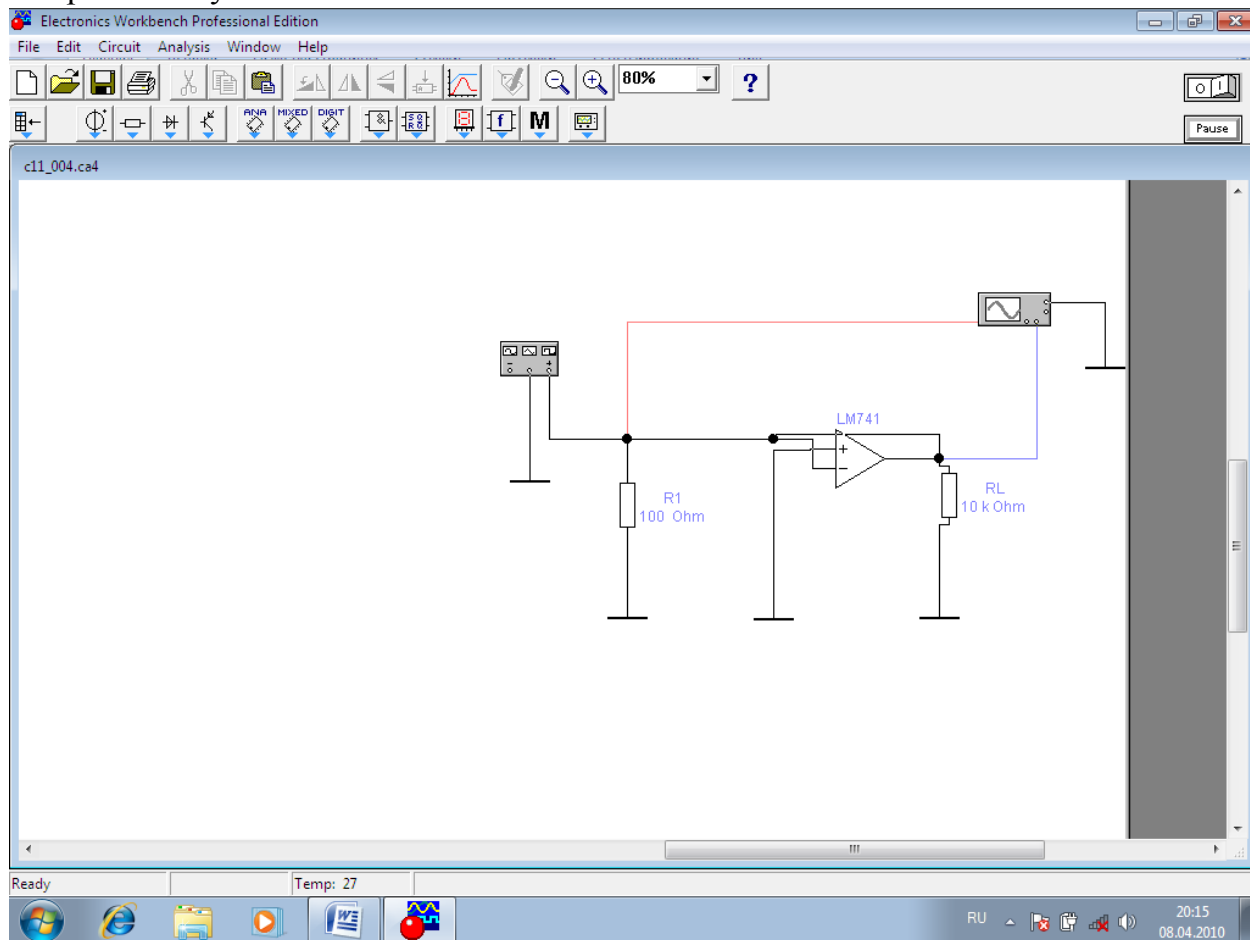 Electronics Workbench Professional Edition
File Edit Circuit Analysis Window Help
80%
?
ANA MIXED DIGIT
M
Pause
c11_004.ca4
LM741
R1
100 Ohm
RL
10 k Ohm
Ready
Temp: 27
RU
20:15
08.04.2010